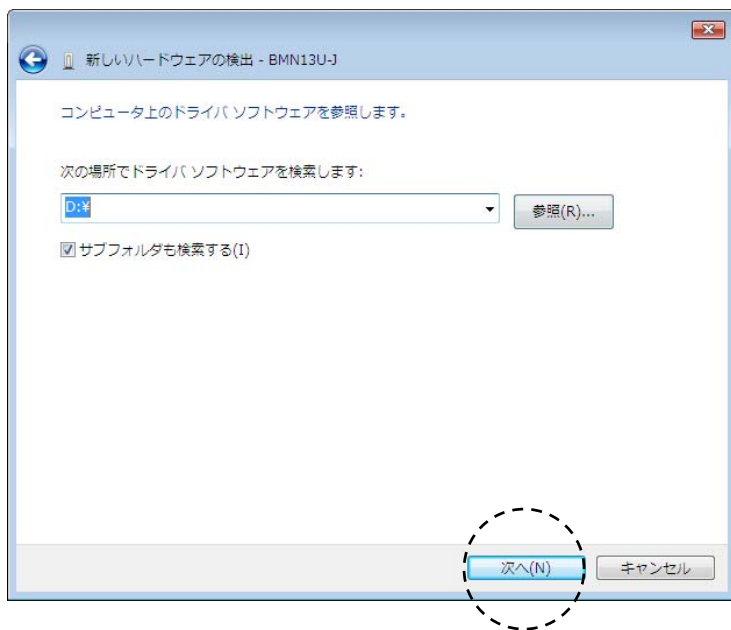 新しいハードウェアの検出 - BMN13U-J
コンピュータ上のドライバ ソフトウェアを参照します。
次の場所でドライバ ソフトウェアを検索します:
D:¥
参照(R)...
サブフォルダも検索する(I)
次へ(N)
キャンセル